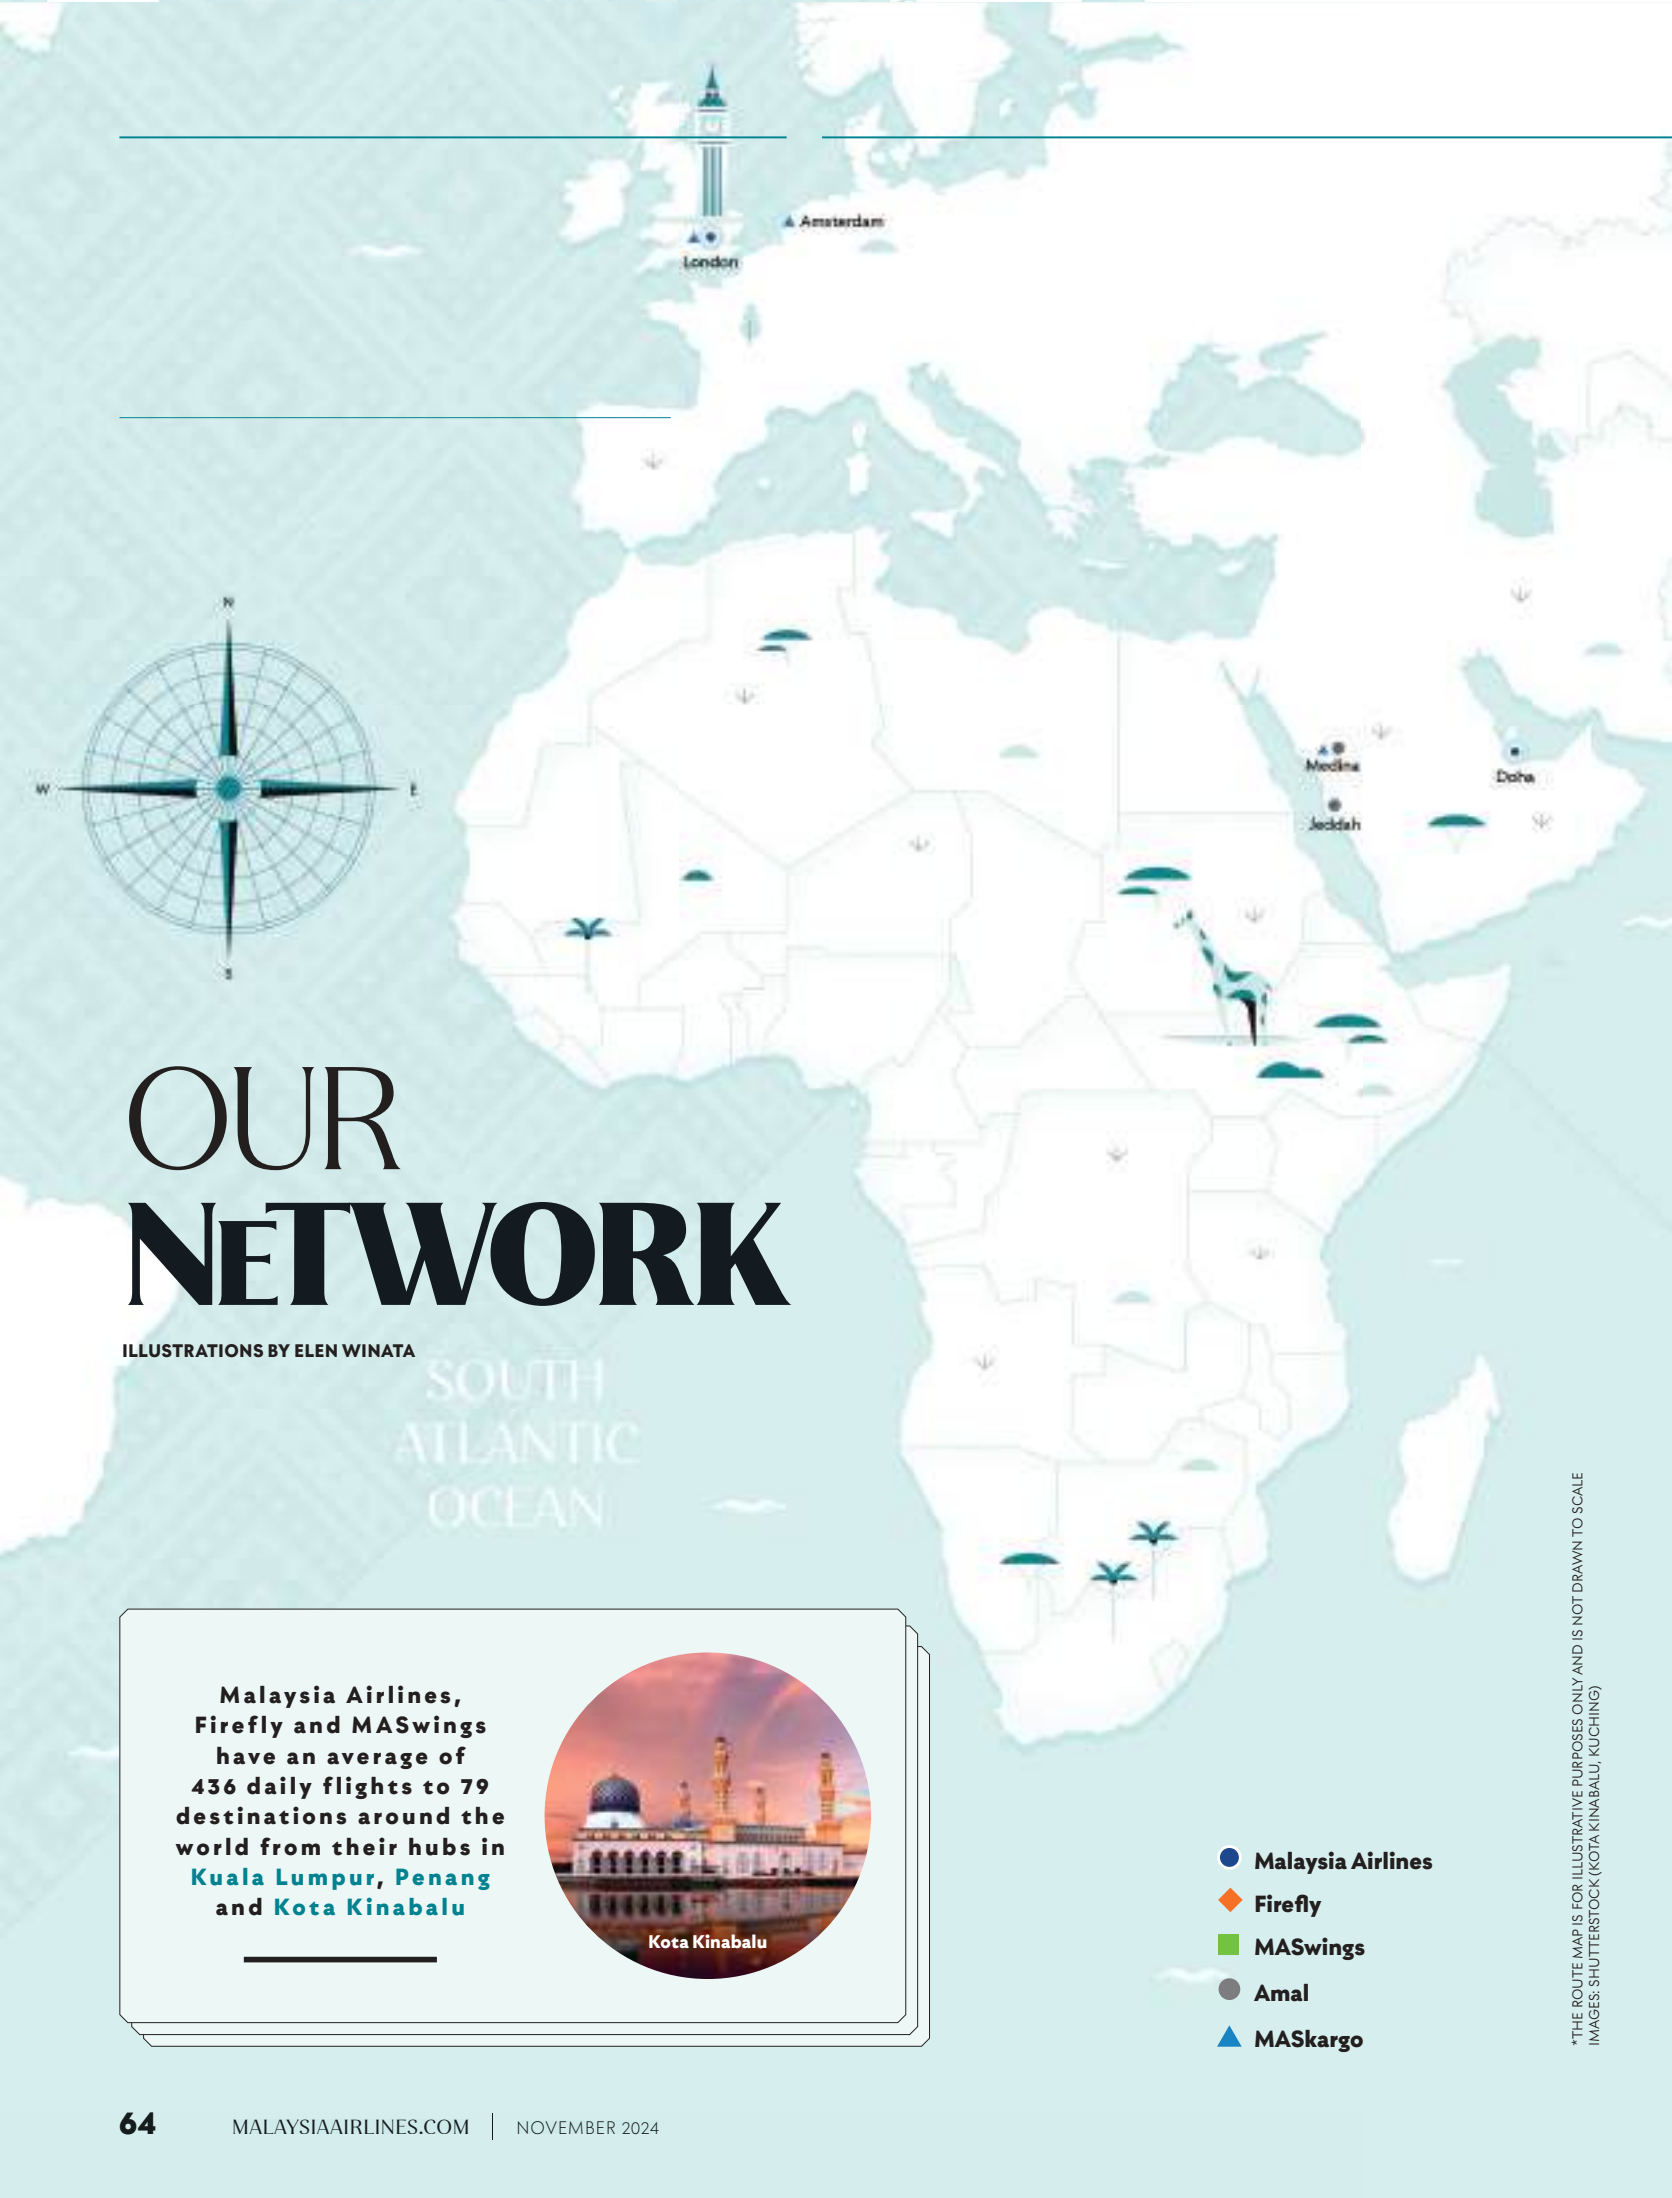 Amsterdam
London
N
W
E
S
Medina
Doha
Jeddah
OUR
NETWORK
ILLUSTRATIONS BY ELEN WINATA
SOUTH
ATLANTIC
OCEAN
Malaysia Airlines,
Firefly and MASwings
have an average of
436 daily flights to 79
destinations around the
world from their hubs in
Kuala Lumpur, Penang
and Kota Kinabalu
Kota Kinabalu
Malaysia Airlines
Firefly
MASwings
Amal
MASkargo
*THE ROUTE MAP IS FOR ILLUSTRATIVE PURPOSES ONLY AND IS NOT DRAWN TO SCALE
IMAGES: SHUTTERSTOCK (KOTA KINABALU, KUCHING)
64 MALAYSIAAIRLINES.COM | NOVEMBER 2024